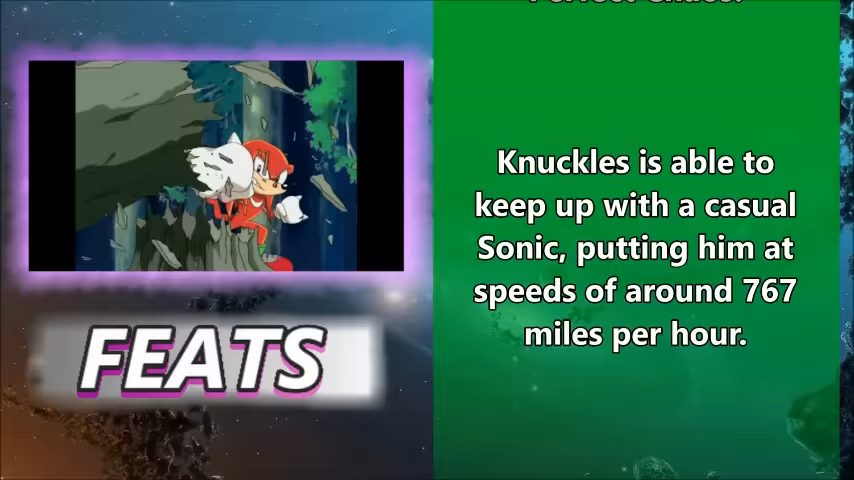 FEATS
Knuckles is able to
keep up with a casual
Sonic, putting him at
speeds of around 767
miles per hour.